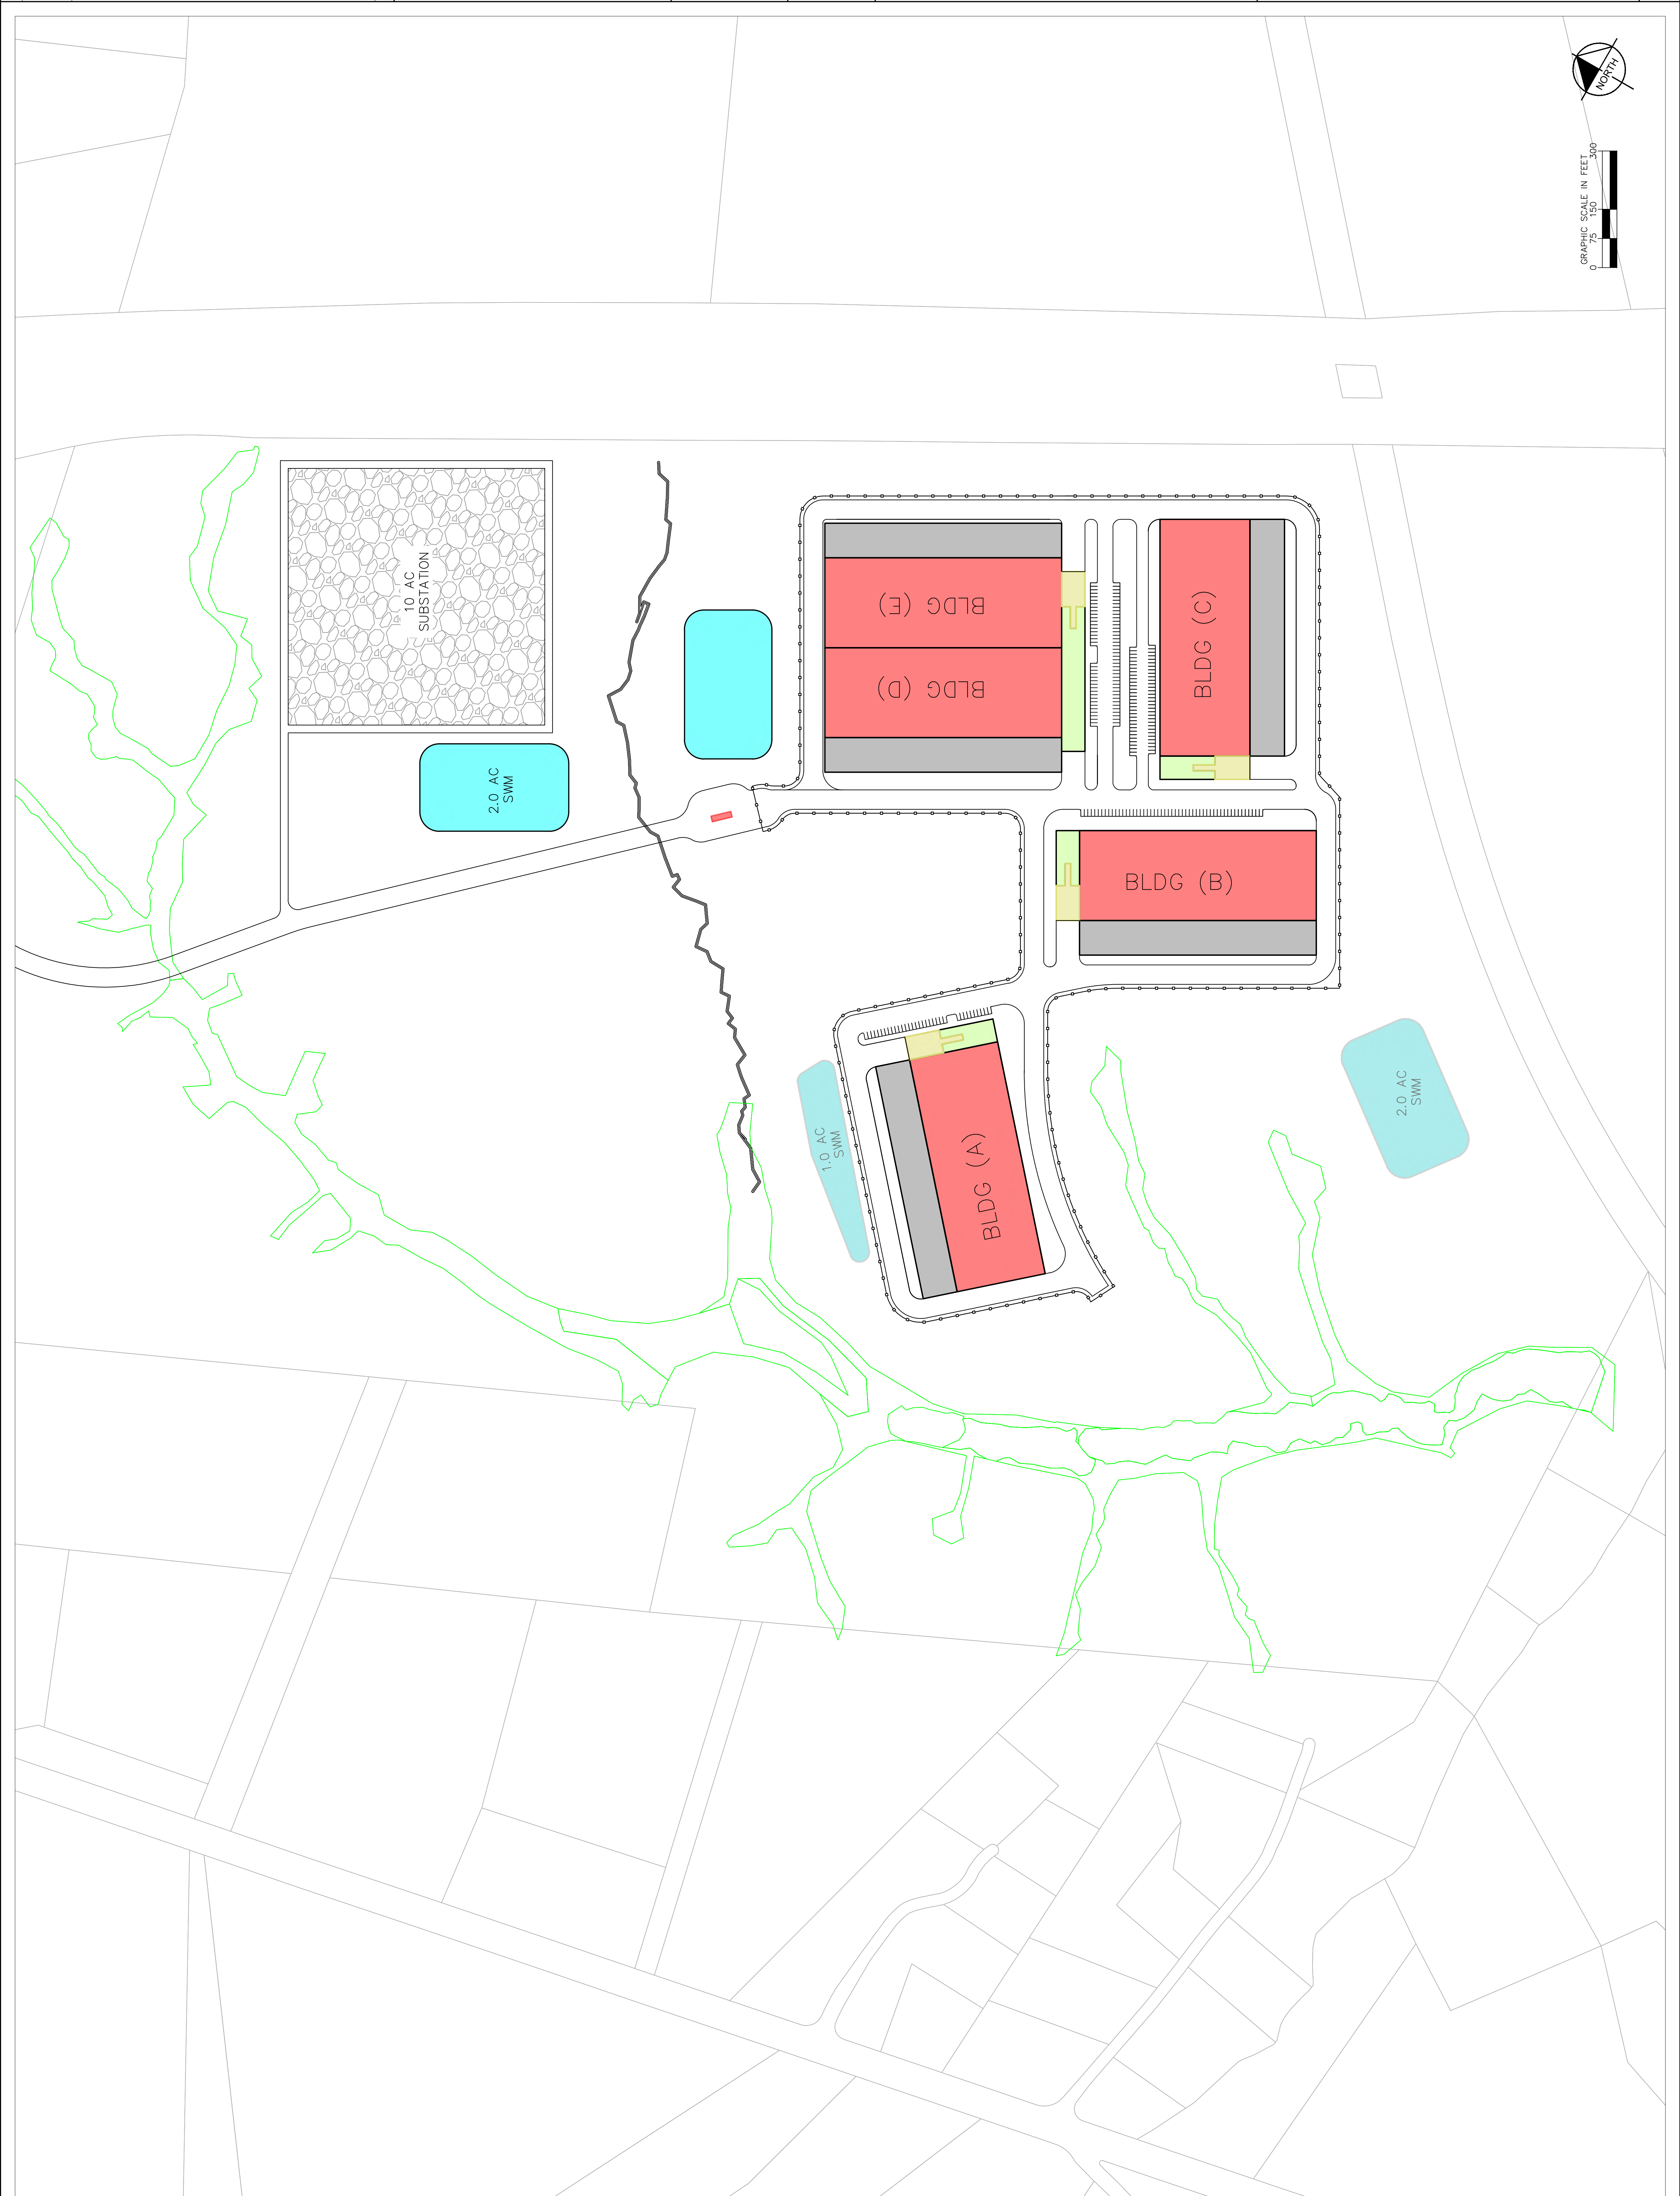 NORTH
GRAPHIC SCALE IN FEET
0 75 150 300
10 AC
SUBSTATION
BLDG (E)
BLDG (D)
BLDG (C)
2.0 AC
SWM
BLDG (B)
2.0 AC
SWM
1.0 AC
SWM
BLDG (A)